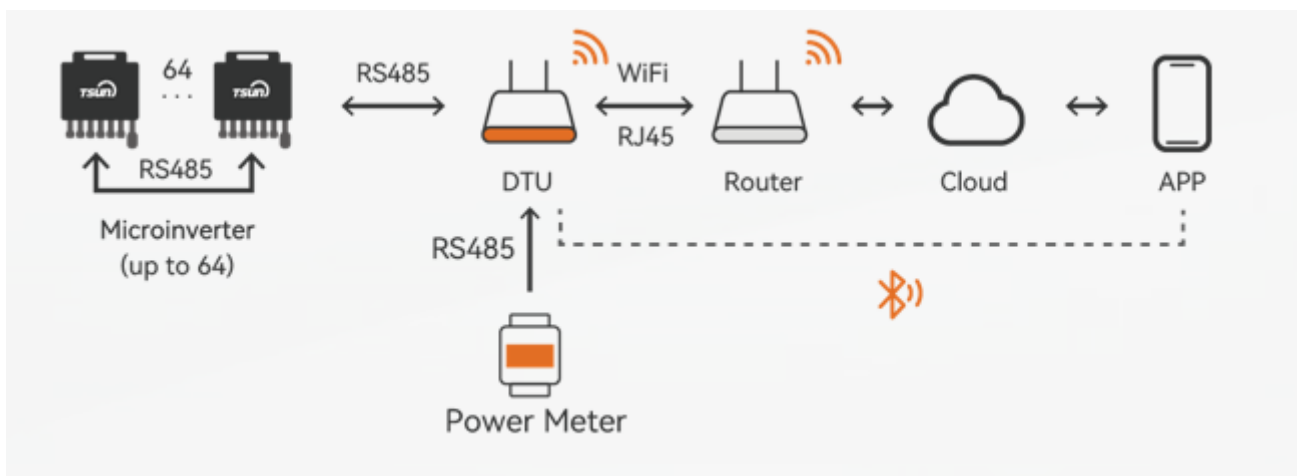 64
...
TSUN
TSUN
RS485
WiFi
RJ45
RS485
DTU
Router
Cloud
APP
Microinverter
(up to 64)
RS485
Power Meter